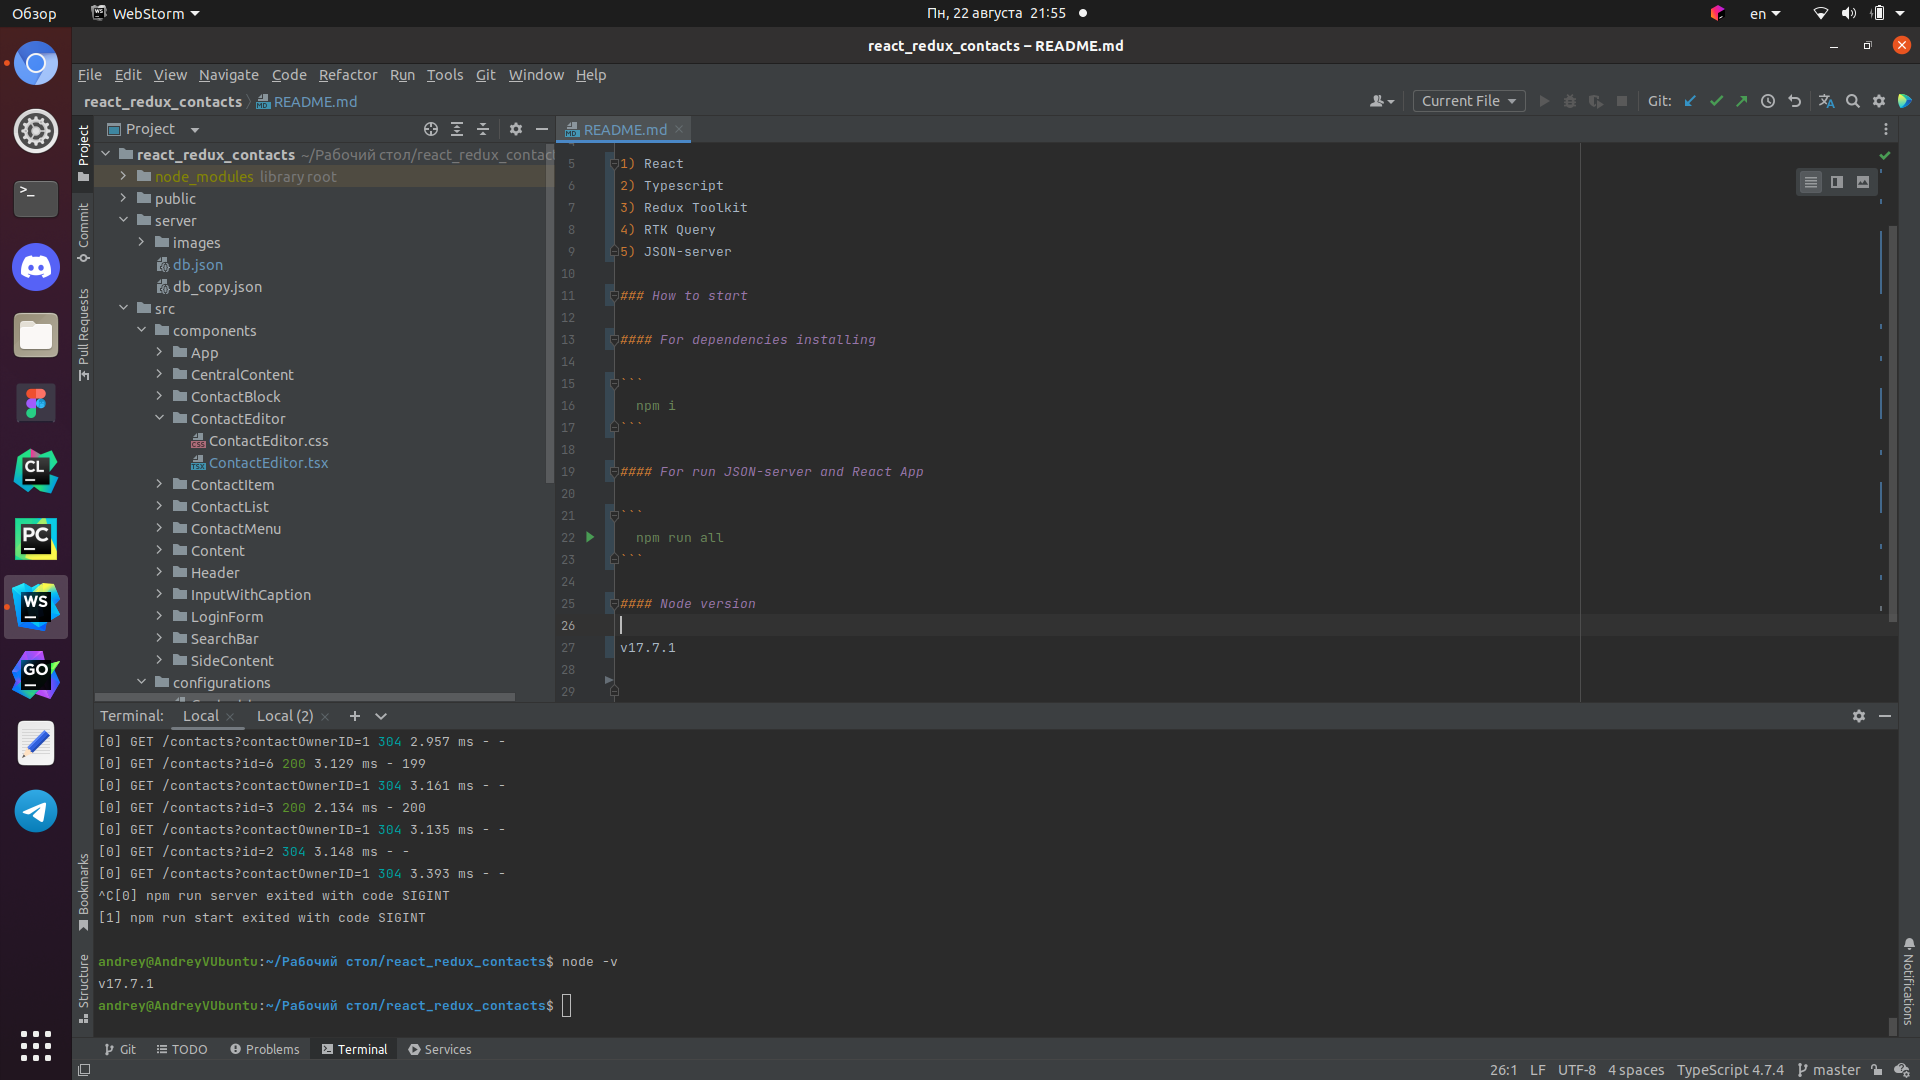 Обзор
WebStorm
Пн, 22 августа 21:55
en
react_redux_contacts – README.md
File Edit View Navigate Code Refactor Run Tools Git Window Help
react_redux_contacts README.md
Current File
Git:
Project
README.md
react_redux_contacts ~/Рабочий стол/react_redux_contac
node_modules library root
public
server
images
db.json
db_copy.json
src
components
App
CentralContent
ContactBlock
ContactEditor
ContactEditor.css
ContactEditor.tsx
ContactItem
ContactList
ContactMenu
Content
Header
InputWithCaption
LoginForm
SearchBar
SideContent
configurations
Project
Commit
Pull Requests
Bookmarks
Structure
Notifications
5 1) React
6 2) Typescript
7 3) Redux Toolkit
8 4) RTK Query
9 5) JSON-server
10
11 ### How to start
12
13 #### For dependencies installing
14
15 ```
16 npm i
17 ```
18
19 #### For run JSON-server and React App
20
21 ```
22 npm run all
23 ```
24
25 #### Node version
26
27 v17.7.1
28
29
Terminal: Local Local (2)
[0] GET /contacts?contactOwnerID=1 304 2.957 ms - -
[0] GET /contacts?id=6 200 3.129 ms - 199
[0] GET /contacts?contactOwnerID=1 304 3.161 ms - -
[0] GET /contacts?id=3 200 2.134 ms - 200
[0] GET /contacts?contactOwnerID=1 304 3.135 ms - -
[0] GET /contacts?id=2 304 3.148 ms - -
[0] GET /contacts?contactOwnerID=1 304 3.393 ms - -
^C[0] npm run server exited with code SIGINT
[1] npm run start exited with code SIGINT
andrey@AndreyVUbuntu:~/Рабочий стол/react_redux_contacts$ node -v
v17.7.1
andrey@AndreyVUbuntu:~/Рабочий стол/react_redux_contacts$
Git TODO Problems Terminal Services
26:1 LF UTF-8 4 spaces TypeScript 4.7.4 master
CL
PC
WS
GO